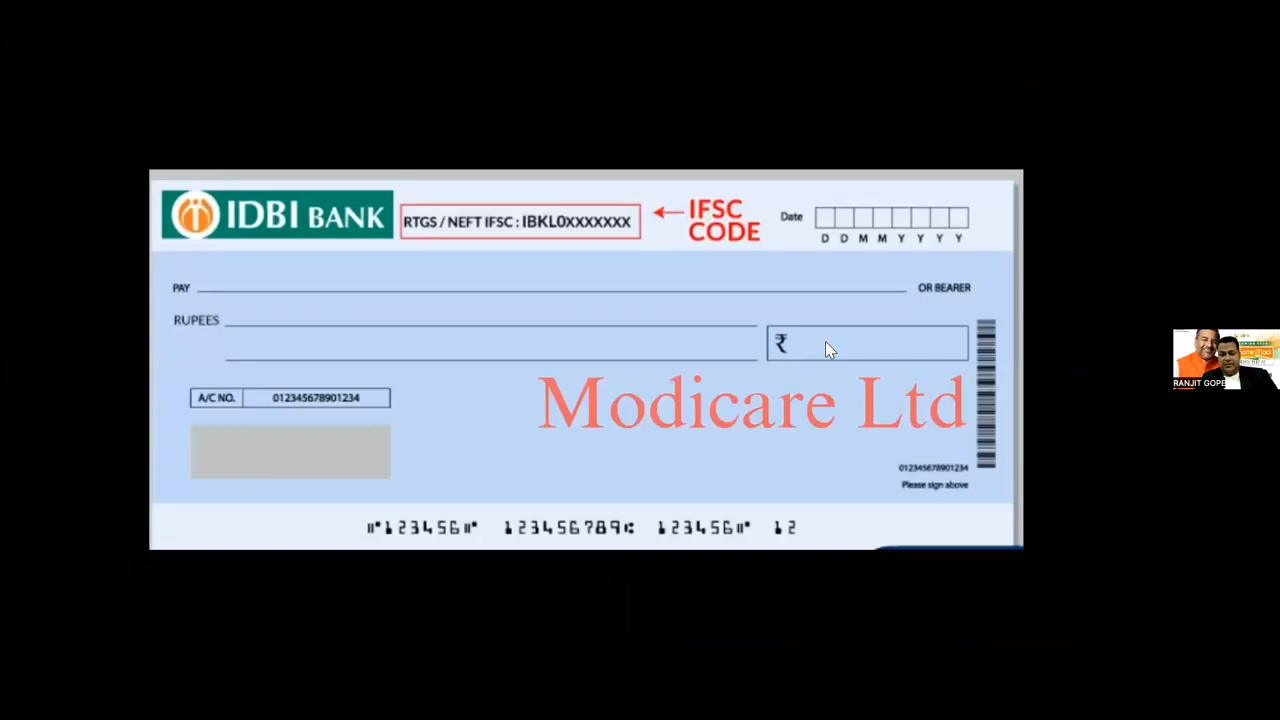 IDBI BANK
RTGS / NEFT IFSC : IBKL0XXXXXXX
IFSC
CODE
Date
D D M M Y Y Y Y
PAY
OR BEARER
RUPEES
₹
A/C NO. 012345678901234
Modicare Ltd
012345678901234
Please sign above
⑈123456⑈ 123456789⑆ 123456⑈ 12
RANJIT GOPE